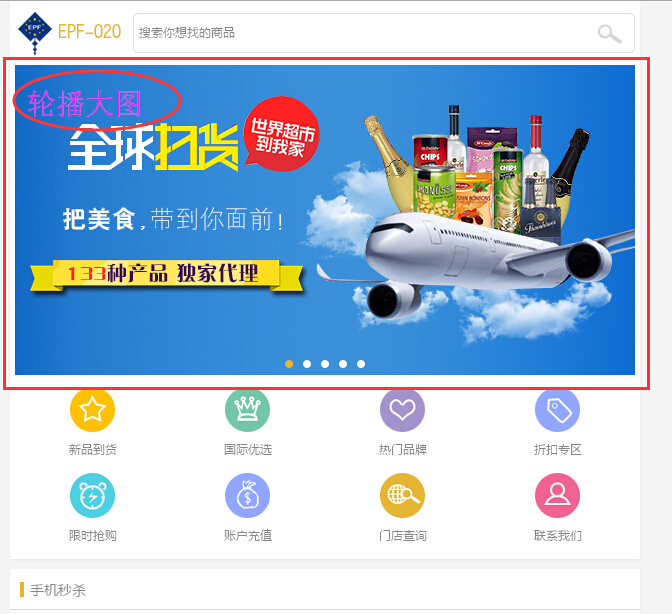 EPF
EPF-020
搜索你想找的商品
轮播大图
全球扫货
世界超市
到我家
CHIPS
把美食,带到你面前!
133种产品 独家代理
新品到货
国际优选
热门品牌
折扣专区
限时抢购
账户充值
门店查询
联系我们
手机秒杀